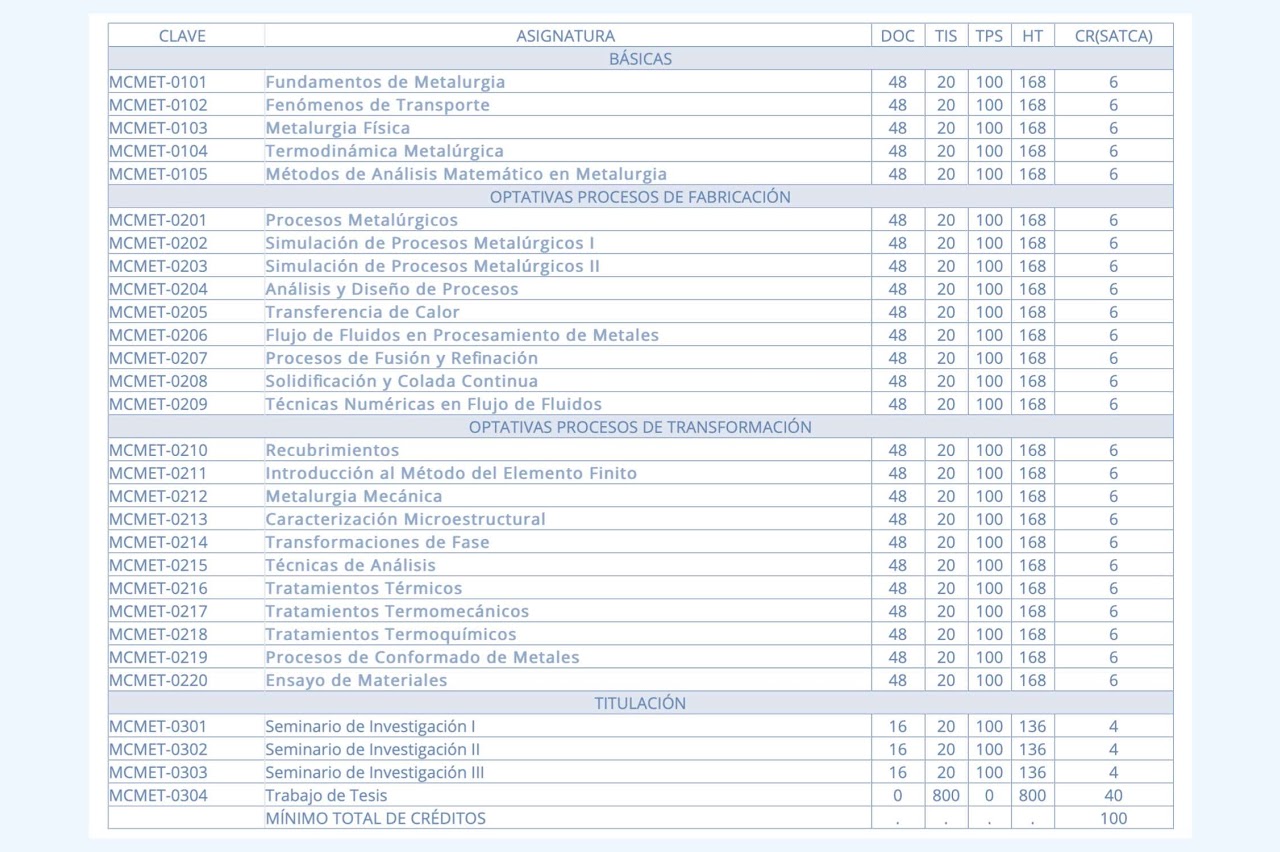 CLAVE ASIGNATURA DOC TIS TPS HT CR(SATCA)
BÁSICAS
MCMET-0101 Fundamentos de Metalurgia 48 20 100 168 6
MCMET-0102 Fenómenos de Transporte 48 20 100 168 6
MCMET-0103 Metalurgia Física 48 20 100 168 6
MCMET-0104 Termodinámica Metalúrgica 48 20 100 168 6
MCMET-0105 Métodos de Análisis Matemático en Metalurgia 48 20 100 168 6
OPTATIVAS PROCESOS DE FABRICACIÓN
MCMET-0201 Procesos Metalúrgicos 48 20 100 168 6
MCMET-0202 Simulación de Procesos Metalúrgicos I 48 20 100 168 6
MCMET-0203 Simulación de Procesos Metalúrgicos II 48 20 100 168 6
MCMET-0204 Análisis y Diseño de Procesos 48 20 100 168 6
MCMET-0205 Transferencia de Calor 48 20 100 168 6
MCMET-0206 Flujo de Fluidos en Procesamiento de Metales 48 20 100 168 6
MCMET-0207 Procesos de Fusión y Refinación 48 20 100 168 6
MCMET-0208 Solidificación y Colada Continua 48 20 100 168 6
MCMET-0209 Técnicas Numéricas en Flujo de Fluidos 48 20 100 168 6
OPTATIVAS PROCESOS DE TRANSFORMACIÓN
MCMET-0210 Recubrimientos 48 20 100 168 6
MCMET-0211 Introducción al Método del Elemento Finito 48 20 100 168 6
MCMET-0212 Metalurgia Mecánica 48 20 100 168 6
MCMET-0213 Caracterización Microestructural 48 20 100 168 6
MCMET-0214 Transformaciones de Fase 48 20 100 168 6
MCMET-0215 Técnicas de Análisis 48 20 100 168 6
MCMET-0216 Tratamientos Térmicos 48 20 100 168 6
MCMET-0217 Tratamientos Termomecánicos 48 20 100 168 6
MCMET-0218 Tratamientos Termoquímicos 48 20 100 168 6
MCMET-0219 Procesos de Conformado de Metales 48 20 100 168 6
MCMET-0220 Ensayo de Materiales 48 20 100 168 6
TITULACIÓN
MCMET-0301 Seminario de Investigación I 16 20 100 136 4
MCMET-0302 Seminario de Investigación II 16 20 100 136 4
MCMET-0303 Seminario de Investigación III 16 20 100 136 4
MCMET-0304 Trabajo de Tesis 0 800 0 800 40
MÍNIMO TOTAL DE CRÉDITOS . . . . 100